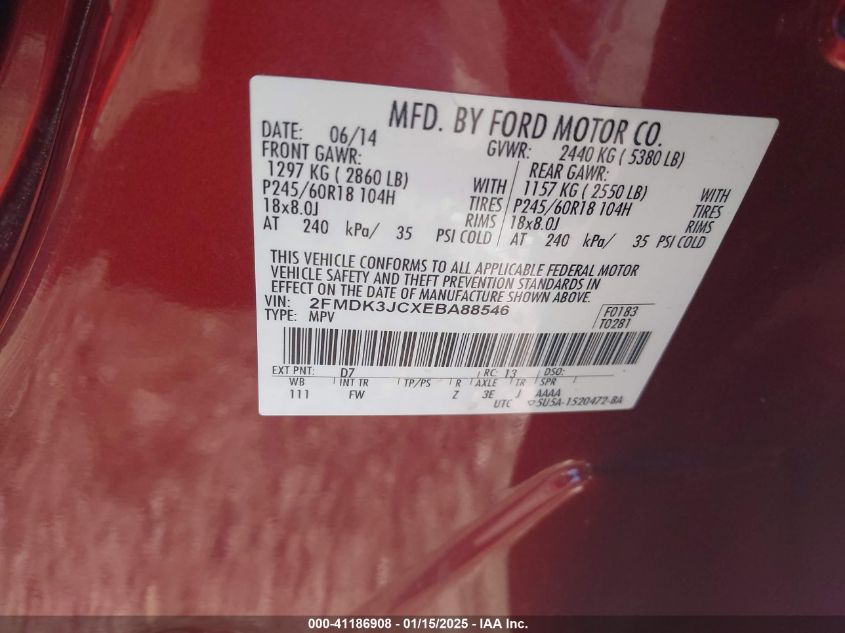 MFD. BY FORD MOTOR CO.
DATE: 06/14 GVWR: 2440 KG ( 5380 LB)
FRONT GAWR: REAR GAWR:
1297 KG ( 2860 LB) WITH 1157 KG ( 2550 LB) WITH
P245/60R18 104H TIRES P245/60R18 104H TIRES
18x8.0J RIMS 18x8.0J RIMS
AT 240 kPa/ 35 PSI COLD AT 240 kPa/ 35 PSI COLD
THIS VEHICLE CONFORMS TO ALL APPLICABLE FEDERAL MOTOR
VEHICLE SAFETY AND THEFT PREVENTION STANDARDS IN
EFFECT ON THE DATE OF MANUFACTURE SHOWN ABOVE.
VIN: 2FMDK3JCXEBA88546 F0183
TYPE: MPV T0281
EXT PNT: D7 RC: 13 DSO:
WB INT TR TP/PS R AXLE TR SPR
111 FW Z 3E J AAAA
UTC 5U5A-1520472-BA
000-41186908 - 01/15/2025 - IAA Inc.